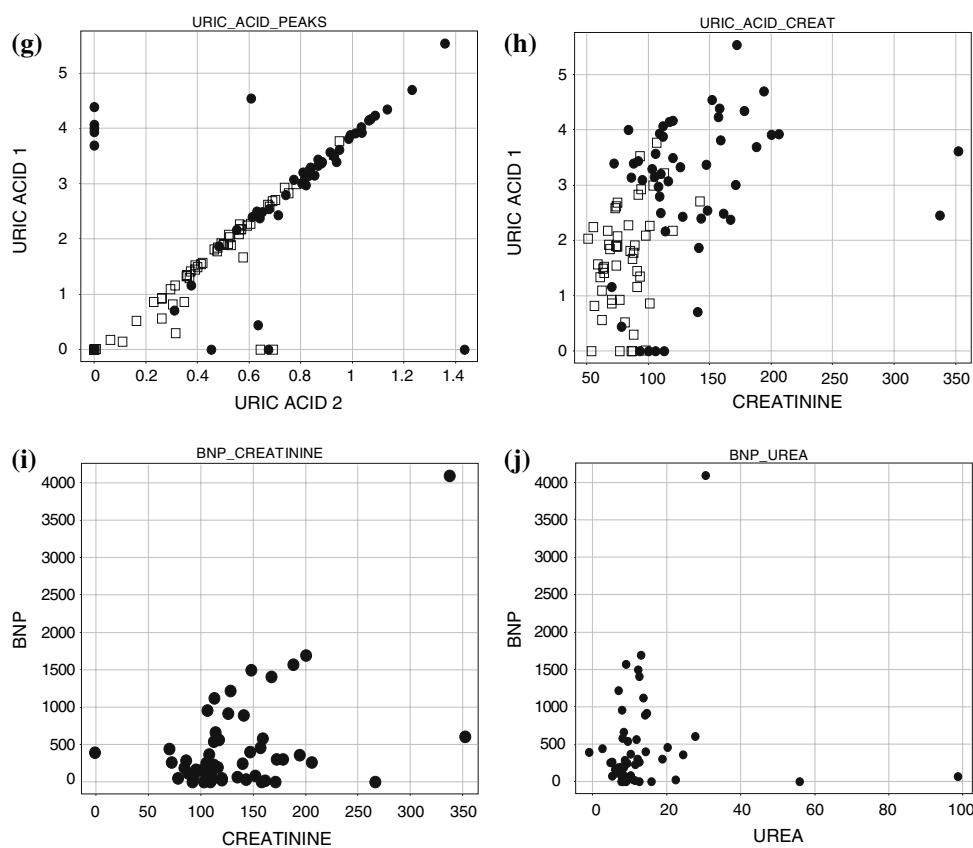 (g)
URIC_ACID_PEAKS
URIC ACID 1
5
4
3
2
1
0
0 0.2 0.4 0.6 0.8 1.0 1.2 1.4
URIC ACID 2
(h)
URIC_ACID_CREAT
URIC ACID 1
5
4
3
2
1
0
50 100 150 200 250 300 350
CREATININE
(i)
BNP_CREATININE
BNP
4000
3500
3000
2500
2000
1500
1000
500
0
0 50 100 150 200 250 300 350
CREATININE
(j)
BNP_UREA
BNP
4000
3500
3000
2500
2000
1500
1000
500
0
0 20 40 60 80 100
UREA